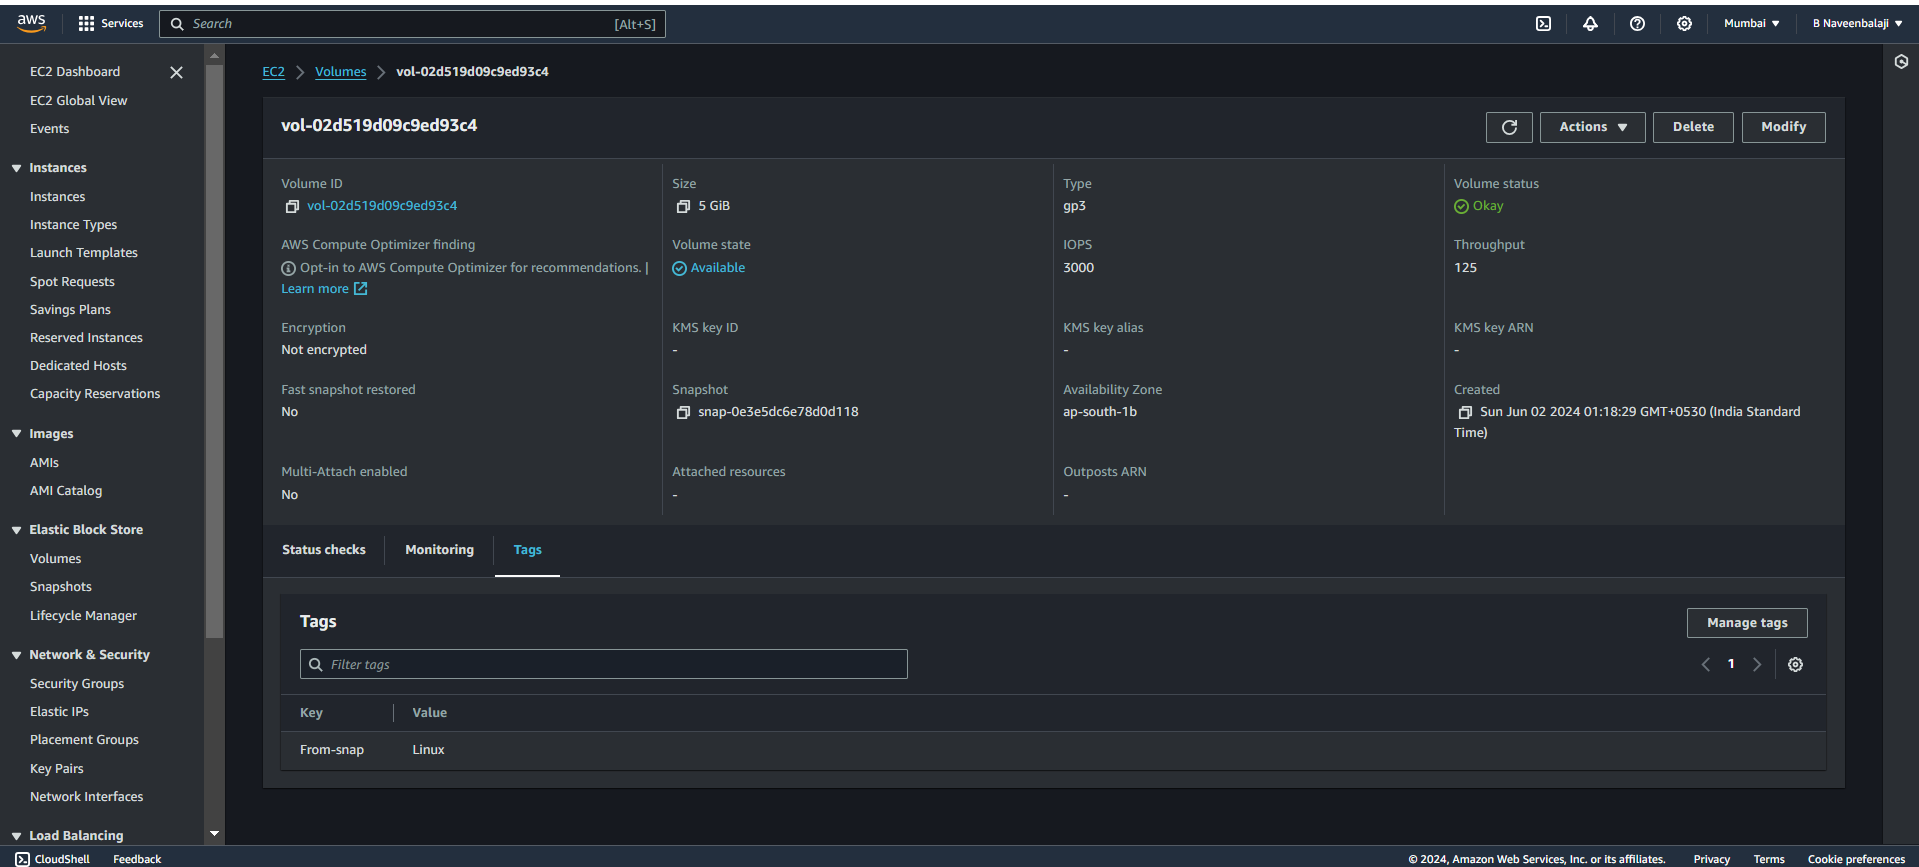 aws
Services
Search
[Alt+S]
Mumbai
B Naveenbalaji
EC2 Dashboard
EC2 Global View
Events
Instances
Instances
Instance Types
Launch Templates
Spot Requests
Savings Plans
Reserved Instances
Dedicated Hosts
Capacity Reservations
Images
AMIs
AMI Catalog
Elastic Block Store
Volumes
Snapshots
Lifecycle Manager
Network & Security
Security Groups
Elastic IPs
Placement Groups
Key Pairs
Network Interfaces
Load Balancing
EC2 Volumes vol-02d519d09c9ed93c4
vol-02d519d09c9ed93c4
Actions
Delete
Modify
Volume ID
vol-02d519d09c9ed93c4
Size
5 GiB
Type
gp3
Volume status
Okay
AWS Compute Optimizer finding
Opt-in to AWS Compute Optimizer for recommendations. |
Learn more
Volume state
Available
IOPS
3000
Throughput
125
Encryption
Not encrypted
KMS key ID
-
KMS key alias
-
KMS key ARN
-
Fast snapshot restored
No
Snapshot
snap-0e3e5dc6e78d0d118
Availability Zone
ap-south-1b
Created
Sun Jun 02 2024 01:18:29 GMT+0530 (India Standard
Time)
Multi-Attach enabled
No
Attached resources
-
Outposts ARN
-
Status checks
Monitoring
Tags
Tags
Manage tags
Filter tags
1
Key
Value
From-snap
Linux
CloudShell
Feedback
© 2024, Amazon Web Services, Inc. or its affiliates.
Privacy
Terms
Cookie preferences